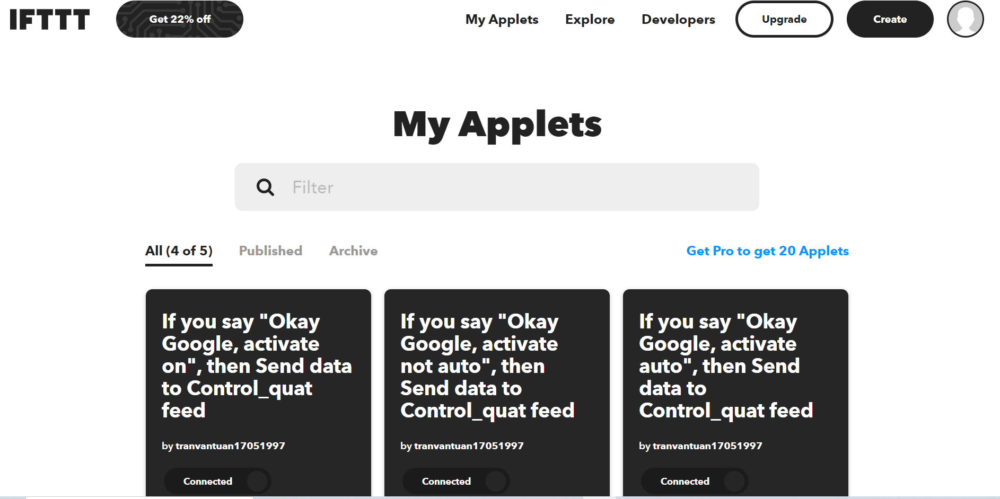 IFTTT
Get 22% off
My Applets
Explore
Developers
Upgrade
Create
My Applets
Filter
All (4 of 5)
Published
Archive
Get Pro to get 20 Applets
If you say "Okay
Google, activate
on", then Send data
to Control_quat
feed
by tranvantuan17051997
Connected
If you say "Okay
Google, activate
not auto", then
Send data to
Control_quat feed
by tranvantuan17051997
Connected
If you say "Okay
Google, activate
auto", then Send
data to
Control_quat feed
by tranvantuan17051997
Connected